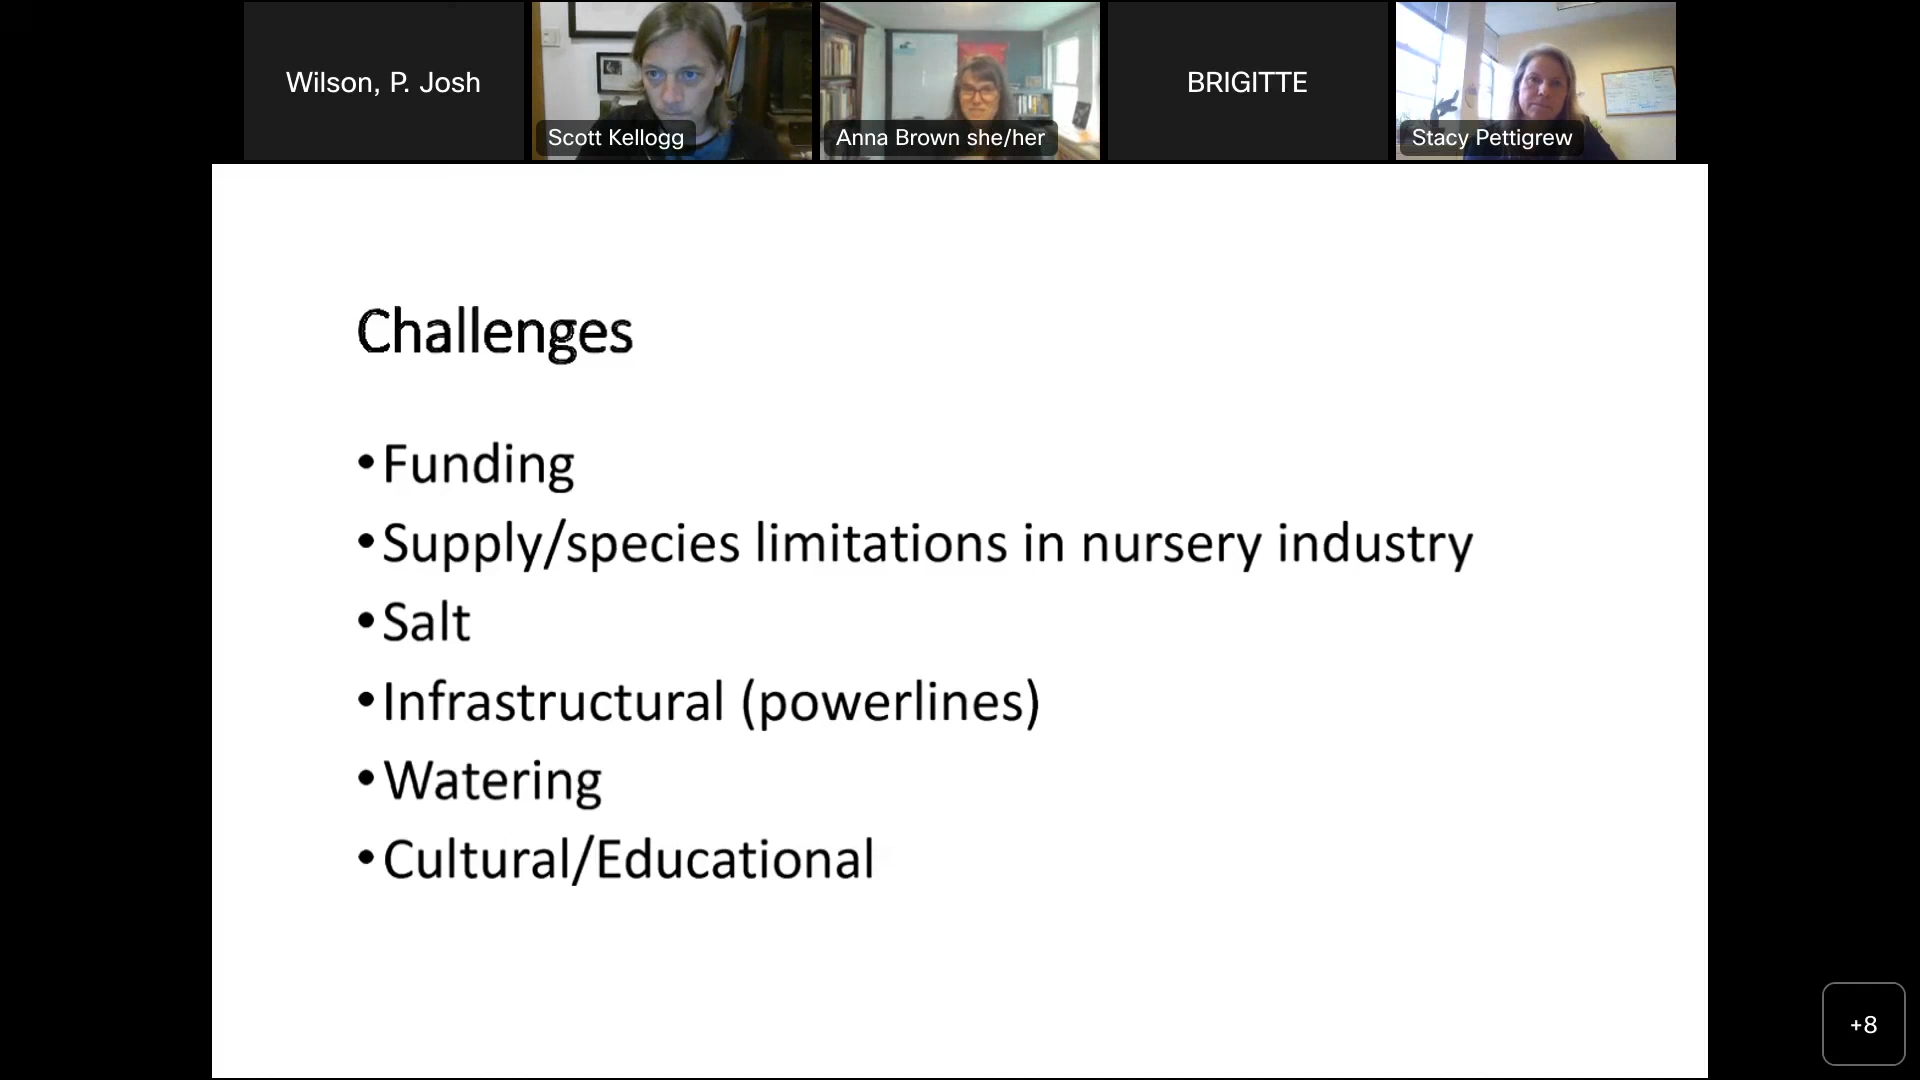 Wilson, P. Josh
Scott Kellogg
Anna Brown she/her
BRIGITTE
Stacy Pettigrew
Challenges
•Funding
•Supply/species limitations in nursery industry
•Salt
•Infrastructural (powerlines)
•Watering
•Cultural/Educational
+8